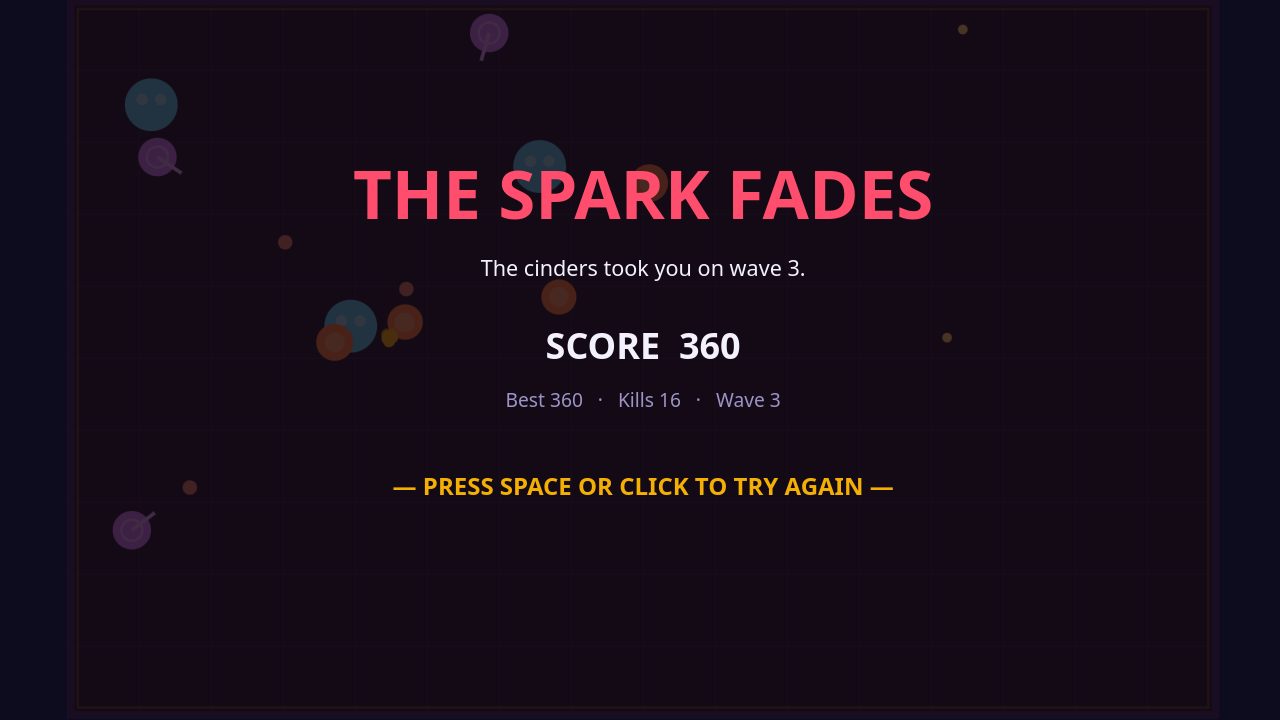 THE SPARK FADES
The cinders took you on wave 3.
SCORE 360
Best 360 · Kills 16 · Wave 3
— PRESS SPACE OR CLICK TO TRY AGAIN —